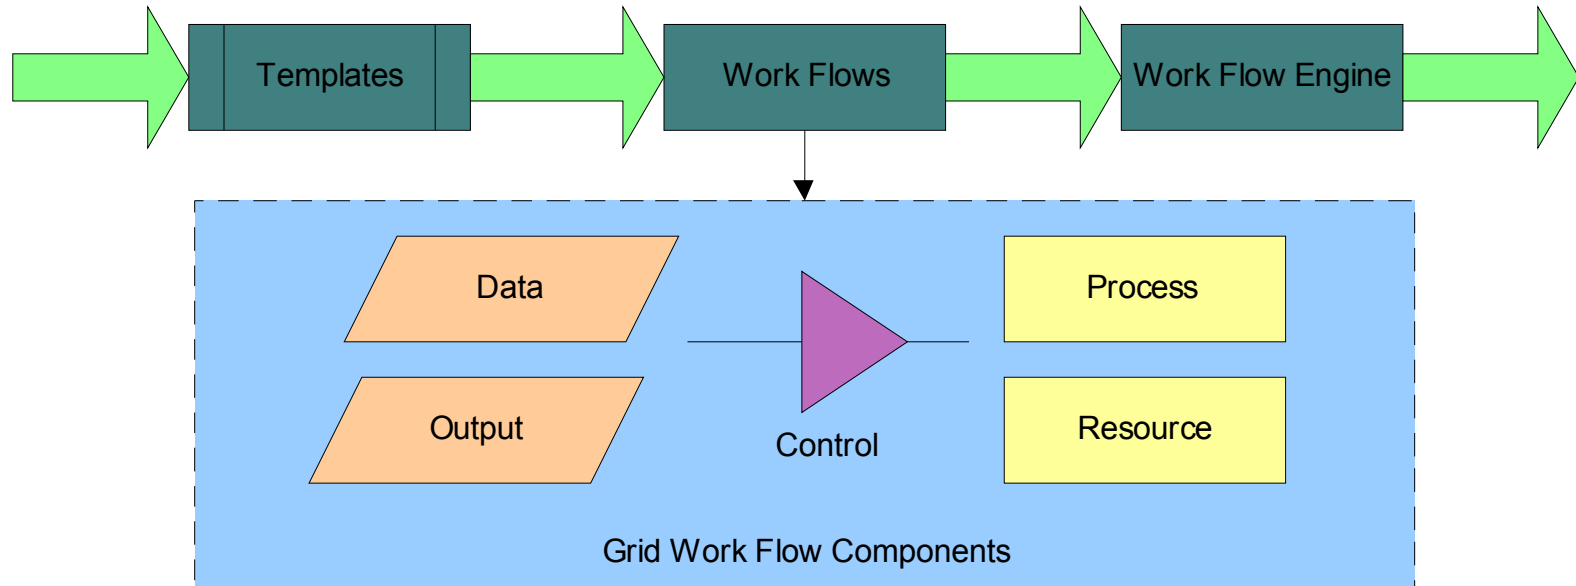 Templates
Work Flows
Work Flow Engine
Data
Process
Output
Control
Resource
Grid Work Flow Components